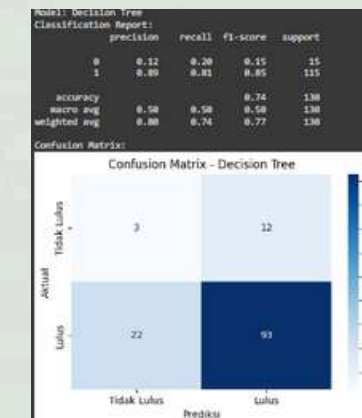 Model: Decision Tree
Classification Report:
precision recall f1-score support
0 0.12 0.20 0.15 15
1 0.89 0.81 0.85 115
accuracy 0.74 130
macro avg 0.50 0.50 0.50 130
weighted avg 0.80 0.74 0.77 130
Confusion Matrix:
Confusion Matrix - Decision Tree
Tidak Lulus 3 12
Aktual
Lulus 22 93
Tidak Lulus Lulus
Prediksi